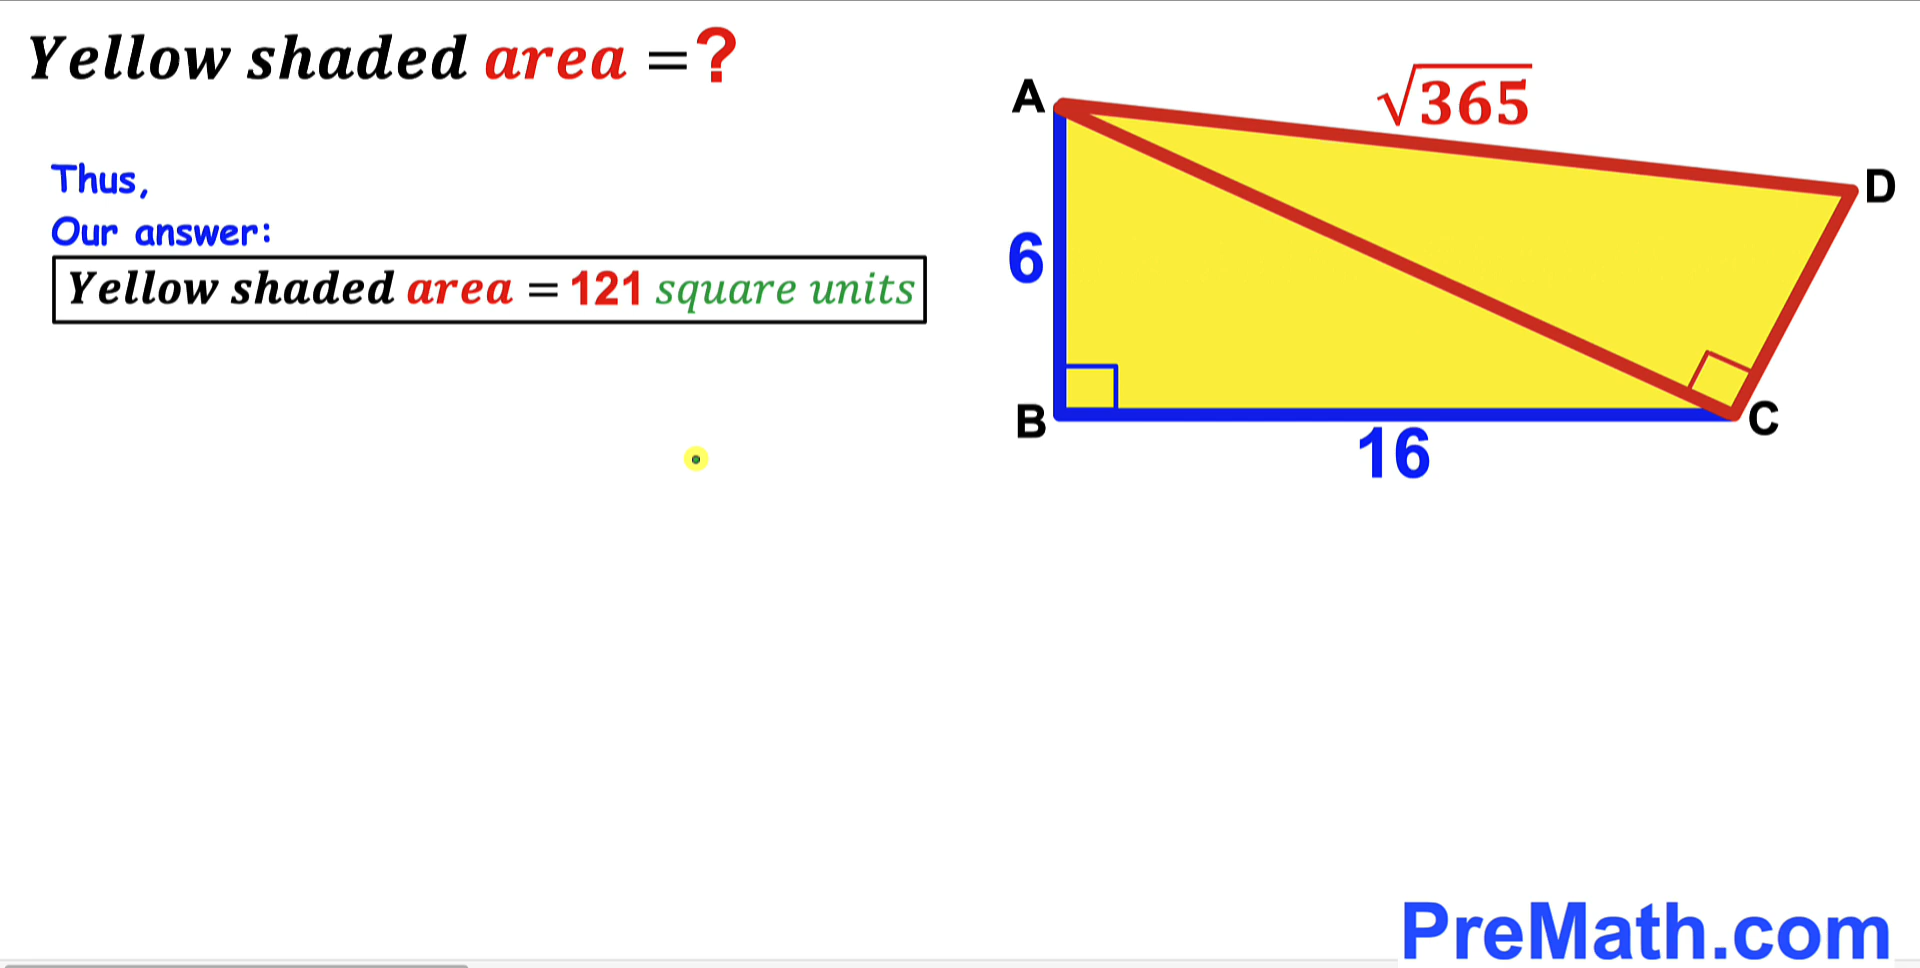 Yellow shaded area = ?
√365
A
D
Thus,
Our answer:
6
Yellow shaded area = 121 square units
B
C
16
PreMath.com